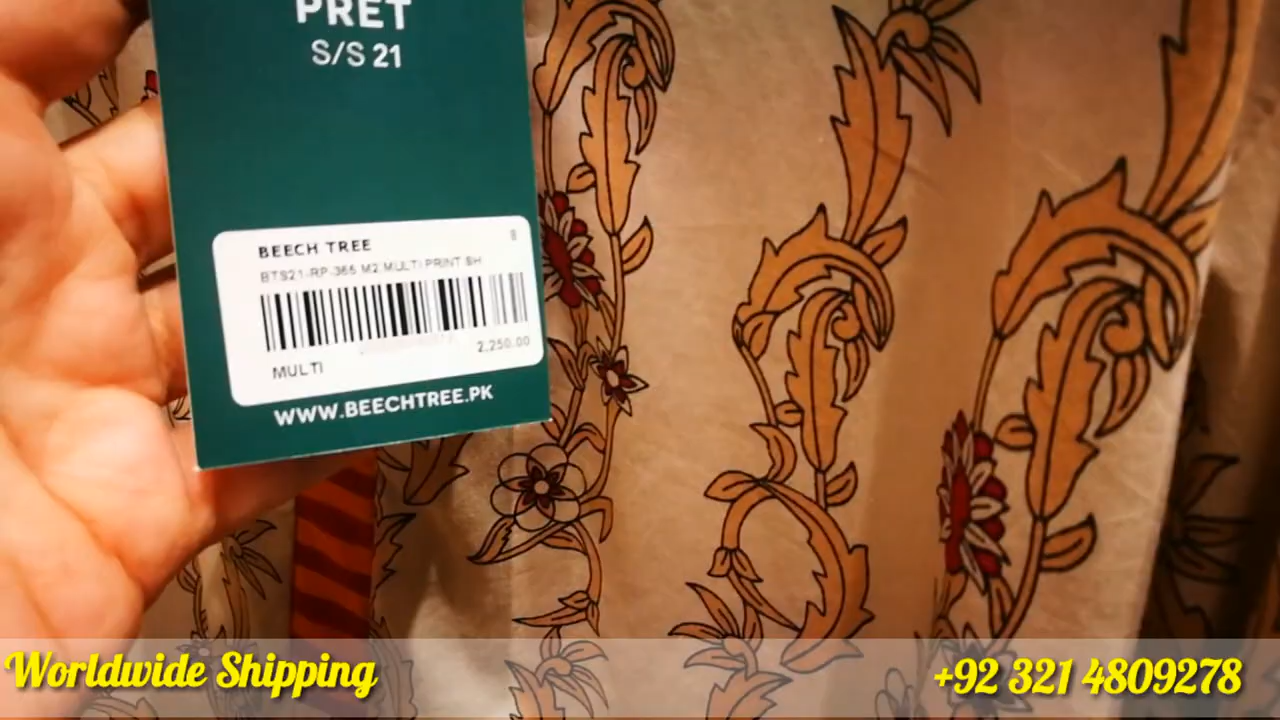 PRET
S/S 21
BEECH TREE
8
BTS21-RP-365 M2 MULTI PRINT SH
2,250.00
MULTI
WWW.BEECHTREE.PK
Worldwide Shipping
+92 321 4809278